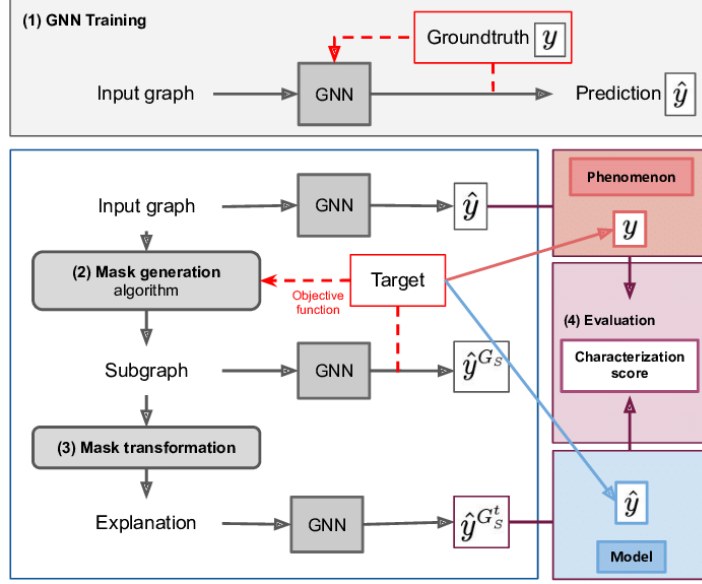 (1) GNN Training
Groundtruth y
Input graph
GNN
Prediction ŷ
Input graph
GNN
ŷ
Phenomenon
y
(2) Mask generation
algorithm
Objective
function
Target
(4) Evaluation
Subgraph
GNN
ŷ^{G_S}
Characterization
score
(3) Mask transformation
Explanation
GNN
ŷ^{G_S^t}
ŷ
Model